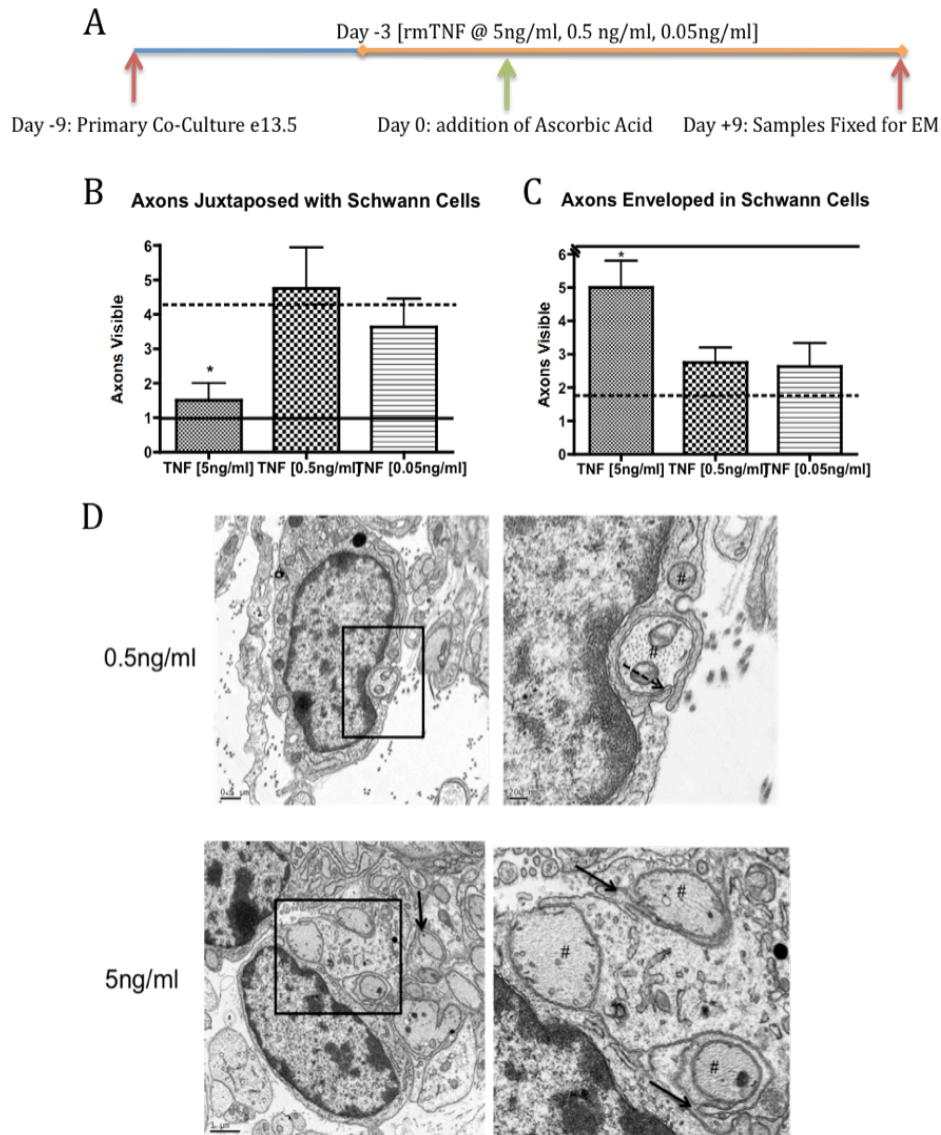 A
Day -3 [rmTNF @ 5ng/ml, 0.5 ng/ml, 0.05ng/ml]
Day -9: Primary Co-Culture e13.5
Day 0: addition of Ascorbic Acid
Day +9: Samples Fixed for EM
B
Axons Juxtaposed with Schwann Cells
Axons Visible
6
5
4
3
2
1
0
*
TNF [5ng/ml]
TNF [0.5ng/ml]
TNF [0.05ng/ml]
C
Axons Enveloped in Schwann Cells
Axons Visible
6
5
4
3
2
1
0
*
TNF [5ng/ml]
TNF [0.5ng/ml]
TNF [0.05ng/ml]
D
0.5ng/ml
#
#
5ng/ml
1 µm
#
#
#